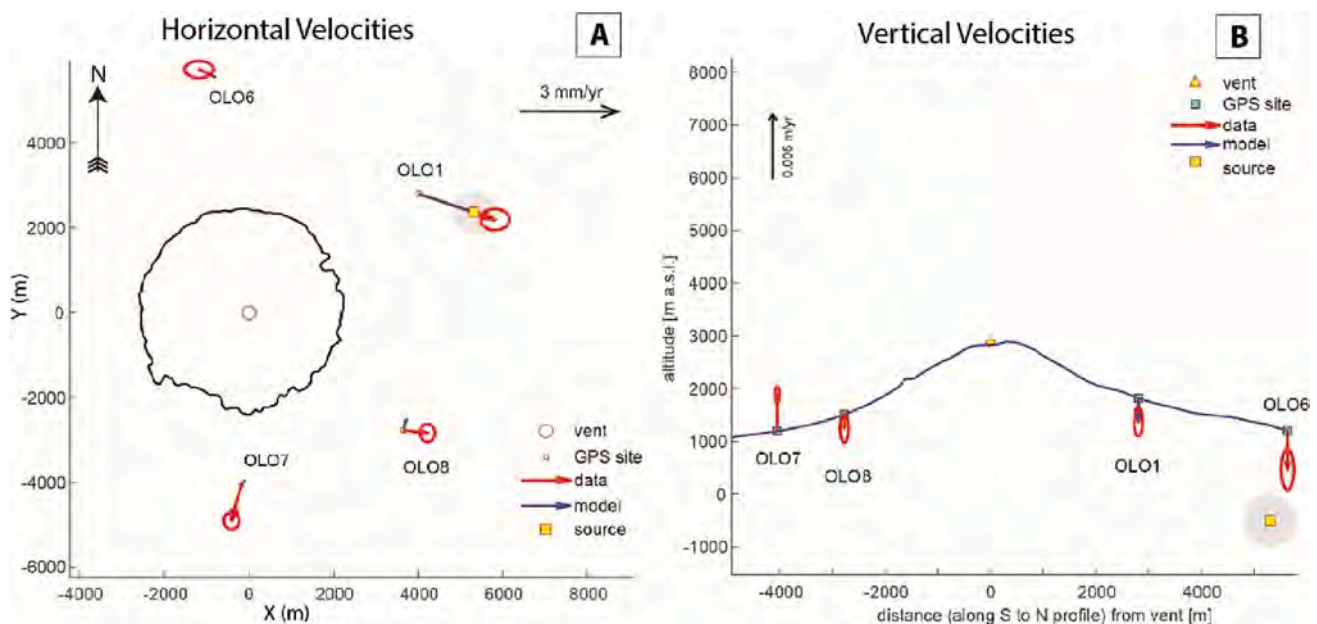 Horizontal Velocities
A
N
OLO6
3 mm/yr
4000
OLO1
2000
Y (m)
0
-2000
OLO8
OLO7
-4000
-6000
vent
GPS site
data
model
source
-4000 -2000 0 2000 4000 6000 8000
X (m)
Vertical Velocities
B
8000
7000
6000
5000
4000
3000
2000
1000
0
-1000
altitude [m a.s.l.]
0.005 m/yr
vent
GPS site
data
model
source
OLO7
OLO8
OLO1
OLO6
-4000 -2000 0 2000 4000
distance (along S to N profile) from vent [m]